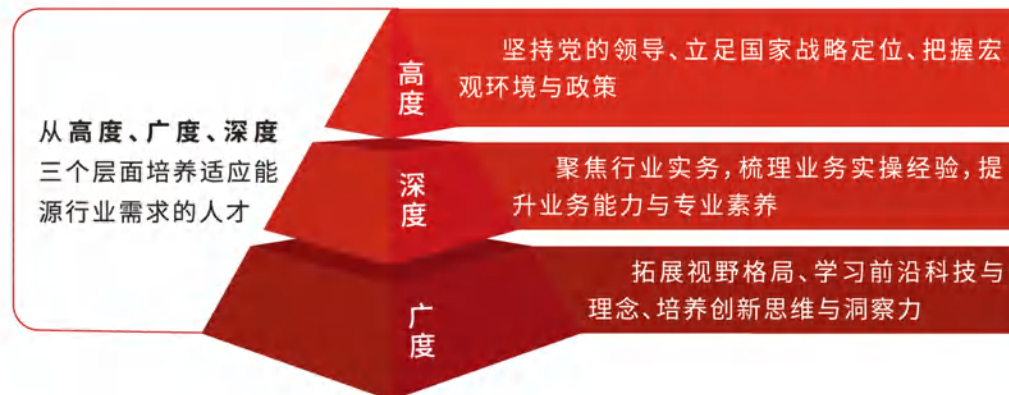 从高度、广度、深度
三个层面培养适应能
源行业需求的人才
高度
坚持党的领导、立足国家战略定位、把握宏
观环境与政策
深度
聚焦行业实务,梳理业务实操经验,提
升业务能力与专业素养
广度
拓展视野格局、学习前沿科技与
理念、培养创新思维与洞察力